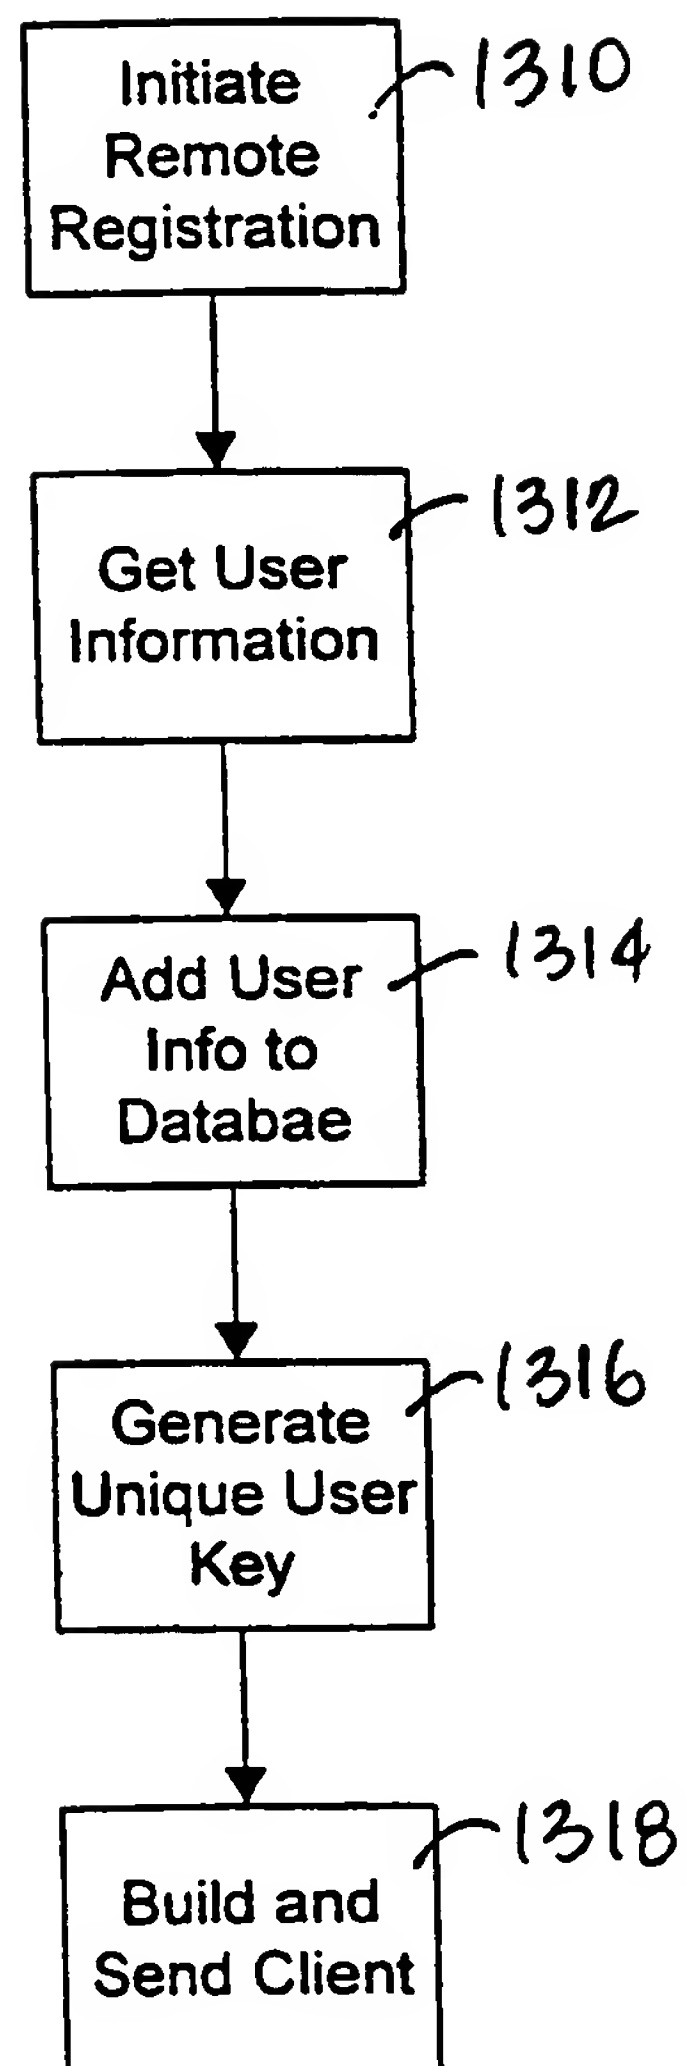 Initiate
Remote
Registration
1310
Get User
Information
1312
Add User
Info to
Databae
1314
Generate
Unique User
Key
1316
Build and
Send Client
1318